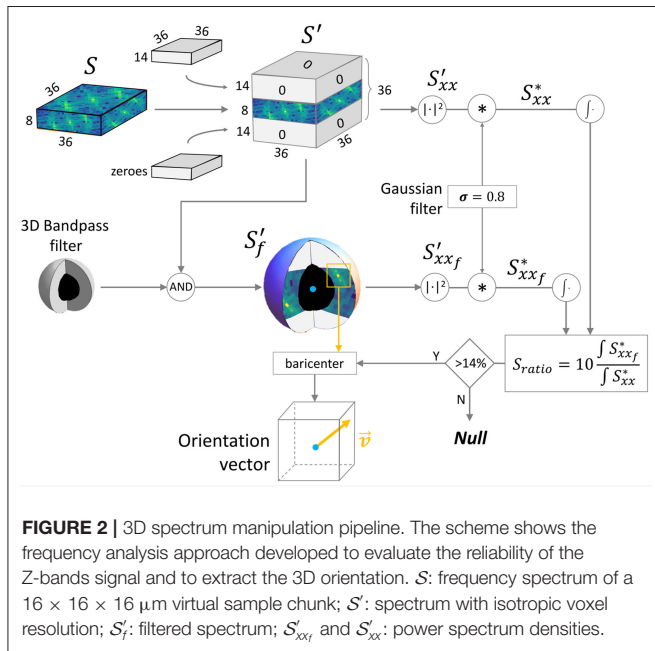 S
36
36
8
36
36
36
14
zeroes
S′
0
0
0
0
0
14
8
14
36
36
36
S′xx
|·|²
*
S*xx
∫·
Gaussian
filter
σ = 0.8
3D Bandpass
filter
AND
S′f
S′xxf
|·|²
*
S*xxf
∫·
baricenter
Y
>14%
N
Null
Sratio = 10 ∫ S*xxf / ∫ S*xx
Orientation
vector
v⃗
FIGURE 2 | 3D spectrum manipulation pipeline. The scheme shows the
frequency analysis approach developed to evaluate the reliability of the
Z-bands signal and to extract the 3D orientation. S: frequency spectrum of a
16 × 16 × 16 μm virtual sample chunk; S′: spectrum with isotropic voxel
resolution; S′f: filtered spectrum; S′xxf and S′xx: power spectrum densities.